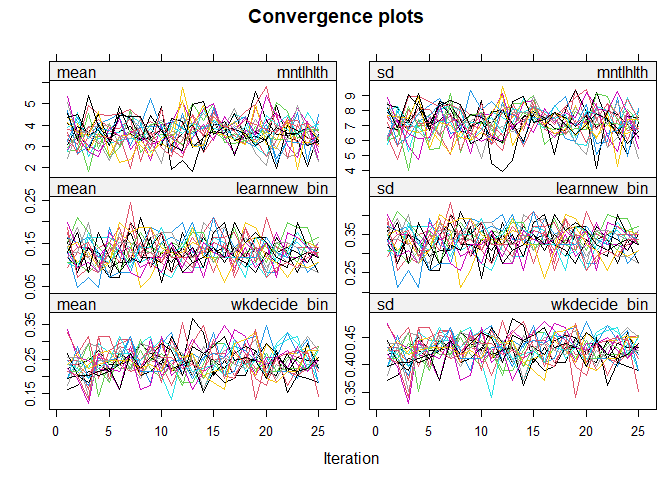 Convergence plots
mean mntlhlth
sd mntlhlth
2 3 4 5
4 5 6 7 8 9
mean learnnew_bin
sd learnnew_bin
0.05 0.15 0.25
0.25 0.35
mean wkdecide_bin
sd wkdecide_bin
0.15 0.25 0.35
0.35 0.40 0.45
0 5 10 15 20 25
0 5 10 15 20 25
Iteration